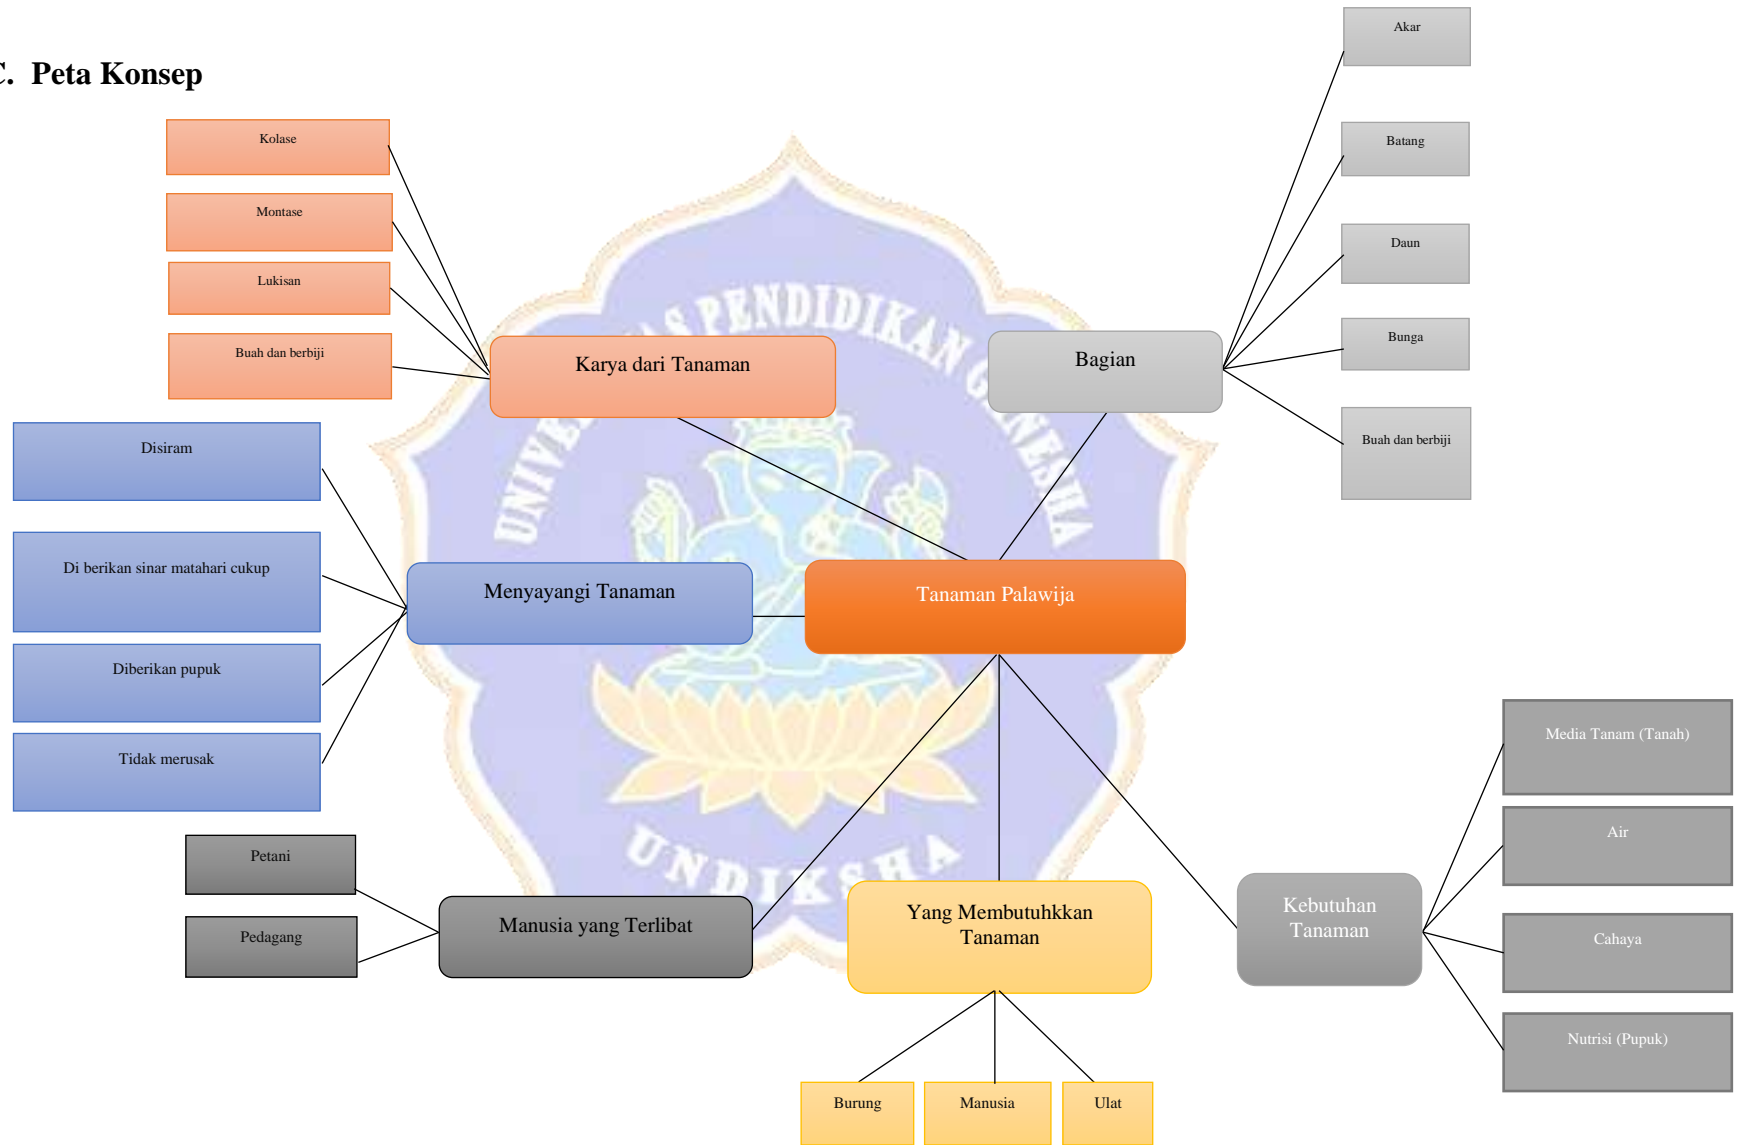 C. Peta Konsep
Kolase
Montase
Lukisan
Buah dan berbiji
Karya dari Tanaman
Akar
Batang
Daun
Bunga
Buah dan berbiji
Bagian
Disiram
Di berikan sinar matahari cukup
Diberikan pupuk
Tidak merusak
Menyayangi Tanaman
Tanaman Palawija
Petani
Pedagang
Manusia yang Terlibat
Yang Membutuhkkan
Tanaman
Burung
Manusia
Ulat
Kebutuhan
Tanaman
Media Tanam (Tanah)
Air
Cahaya
Nutrisi (Pupuk)
UNIVERSITAS PENDIDIKAN GANESHA
UNDIKSHA